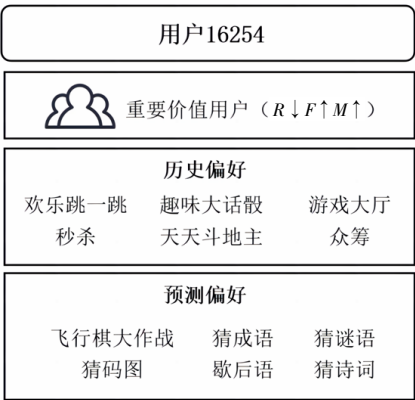 用户16254
重要价值用户（R↓F↑M↑）
历史偏好
欢乐跳一跳 趣味大话骰 游戏大厅
秒杀 天天斗地主 众筹
预测偏好
飞行棋大作战 猜成语 猜谜语
猜码图 歇后语 猜诗词